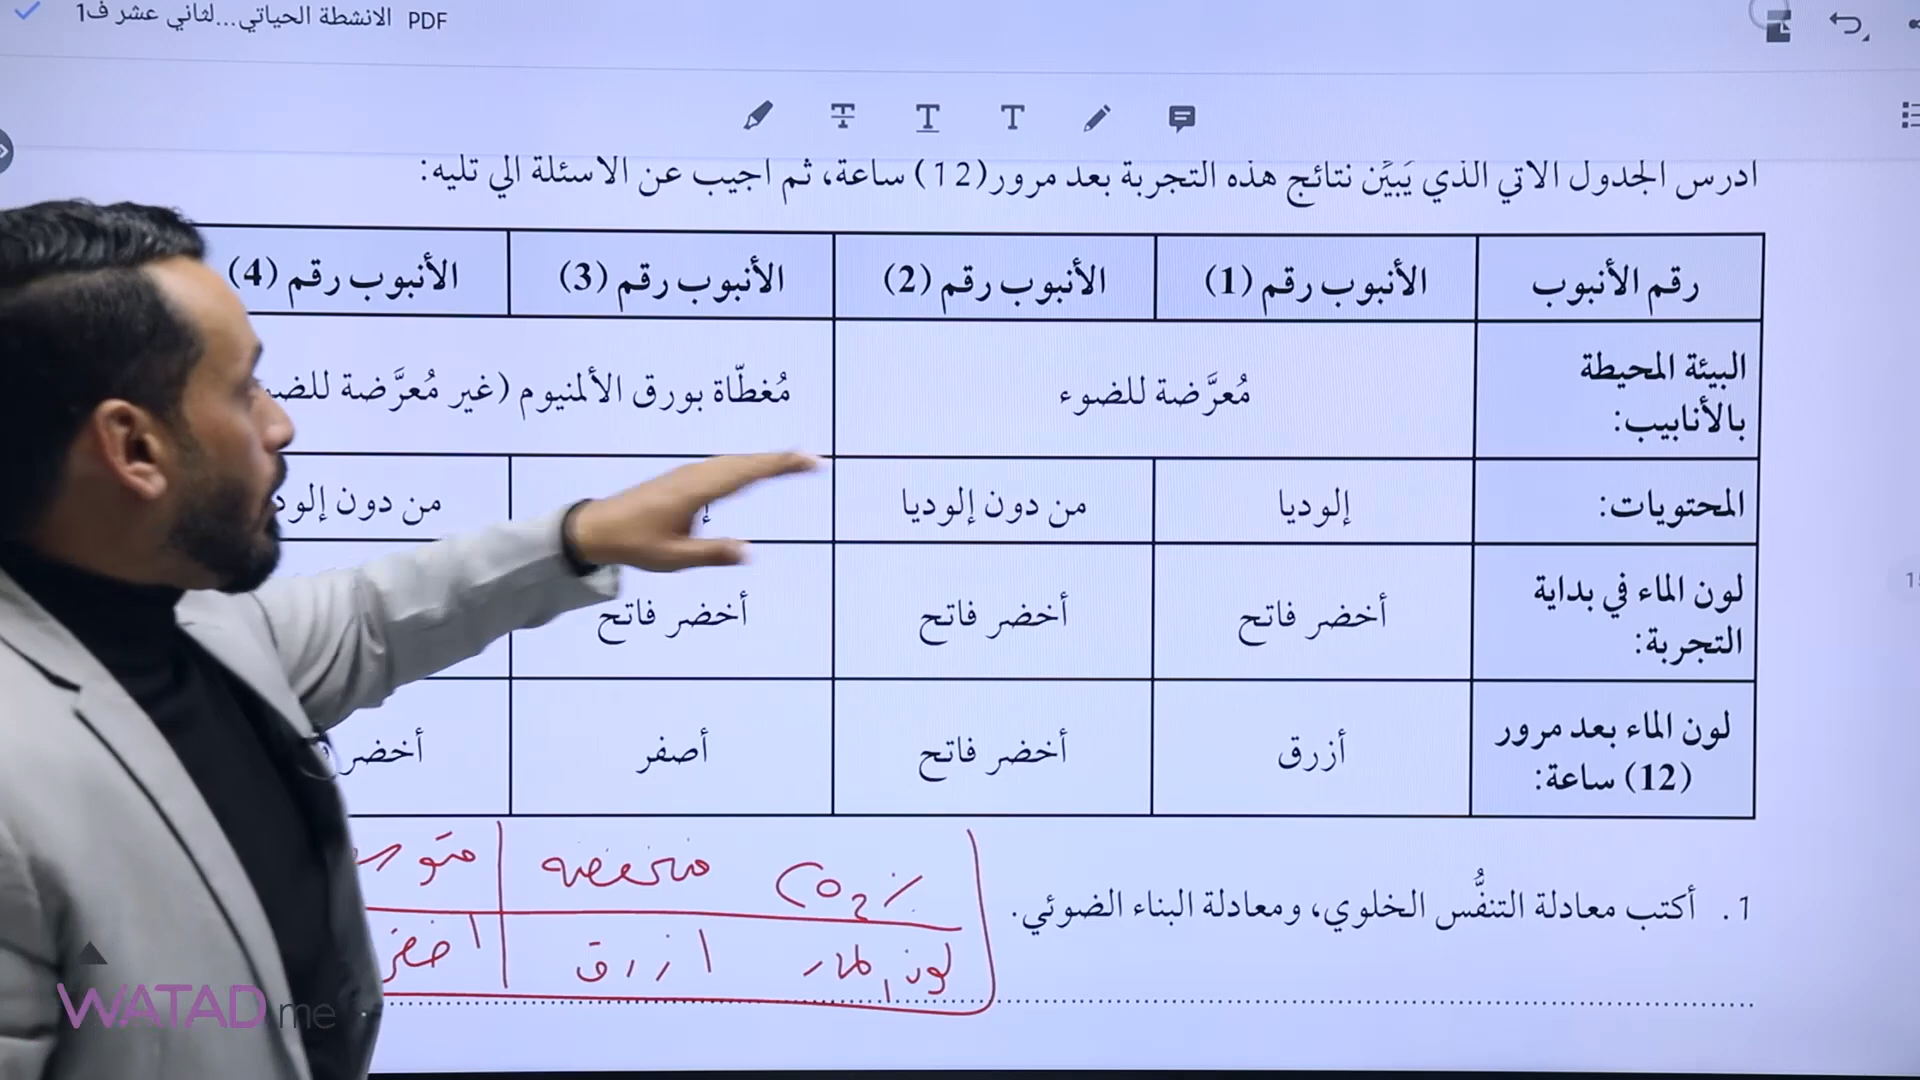 الانشطة الحياتي...لثاني عشر ف1 PDF
ادرس الجدول الاتي الذي يَبيَّن نتائج هذه التجربة بعد مرور(12) ساعة، ثم اجيب عن الاسئلة الي تليه:
رقم الأنبوب الأنبوب رقم (1) الأنبوب رقم (2) الأنبوب رقم (3) الأنبوب رقم (4)
البيئة المحيطة بالأنابيب: مُعرَّضة للضوء مُغطّاة بورق الألمنيوم (غير مُعرَّضة
المحتويات: إلوديا من دون إلوديا من دون
لون الماء في بداية التجربة: أخضر فاتح أخضر فاتح أخضر فاتح
لون الماء بعد مرور (12) ساعة: أزرق أخضر فاتح أصفر أخضر
1. أكتب معادلة التنفُّس الخلوي، ومعادلة البناء الضوئي.
CO2٪ منخفضه
لون الماء ازرق اخضر
WATAD me